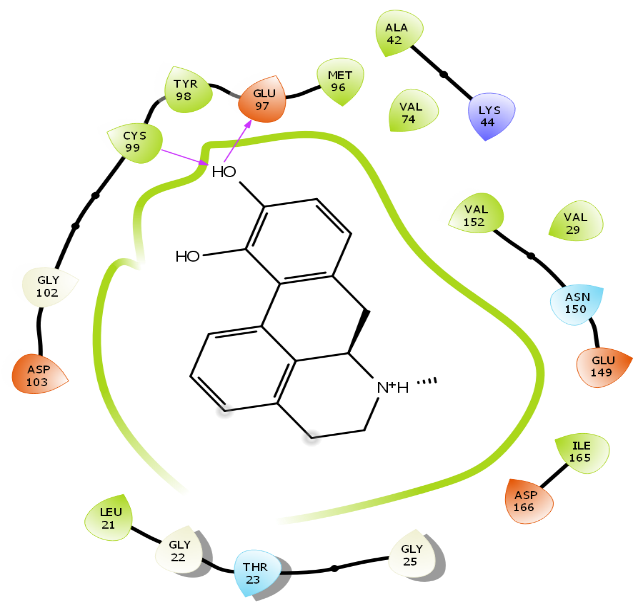 ALA
42
TYR
98
GLU
97
MET
96
LYS
44
VAL
74
CYS
99
HO
VAL
152
VAL
29
HO
GLY
102
ASN
150
ASP
103
GLU
149
N+H
ILE
165
ASP
166
LEU
21
GLY
22
THR
23
GLY
25